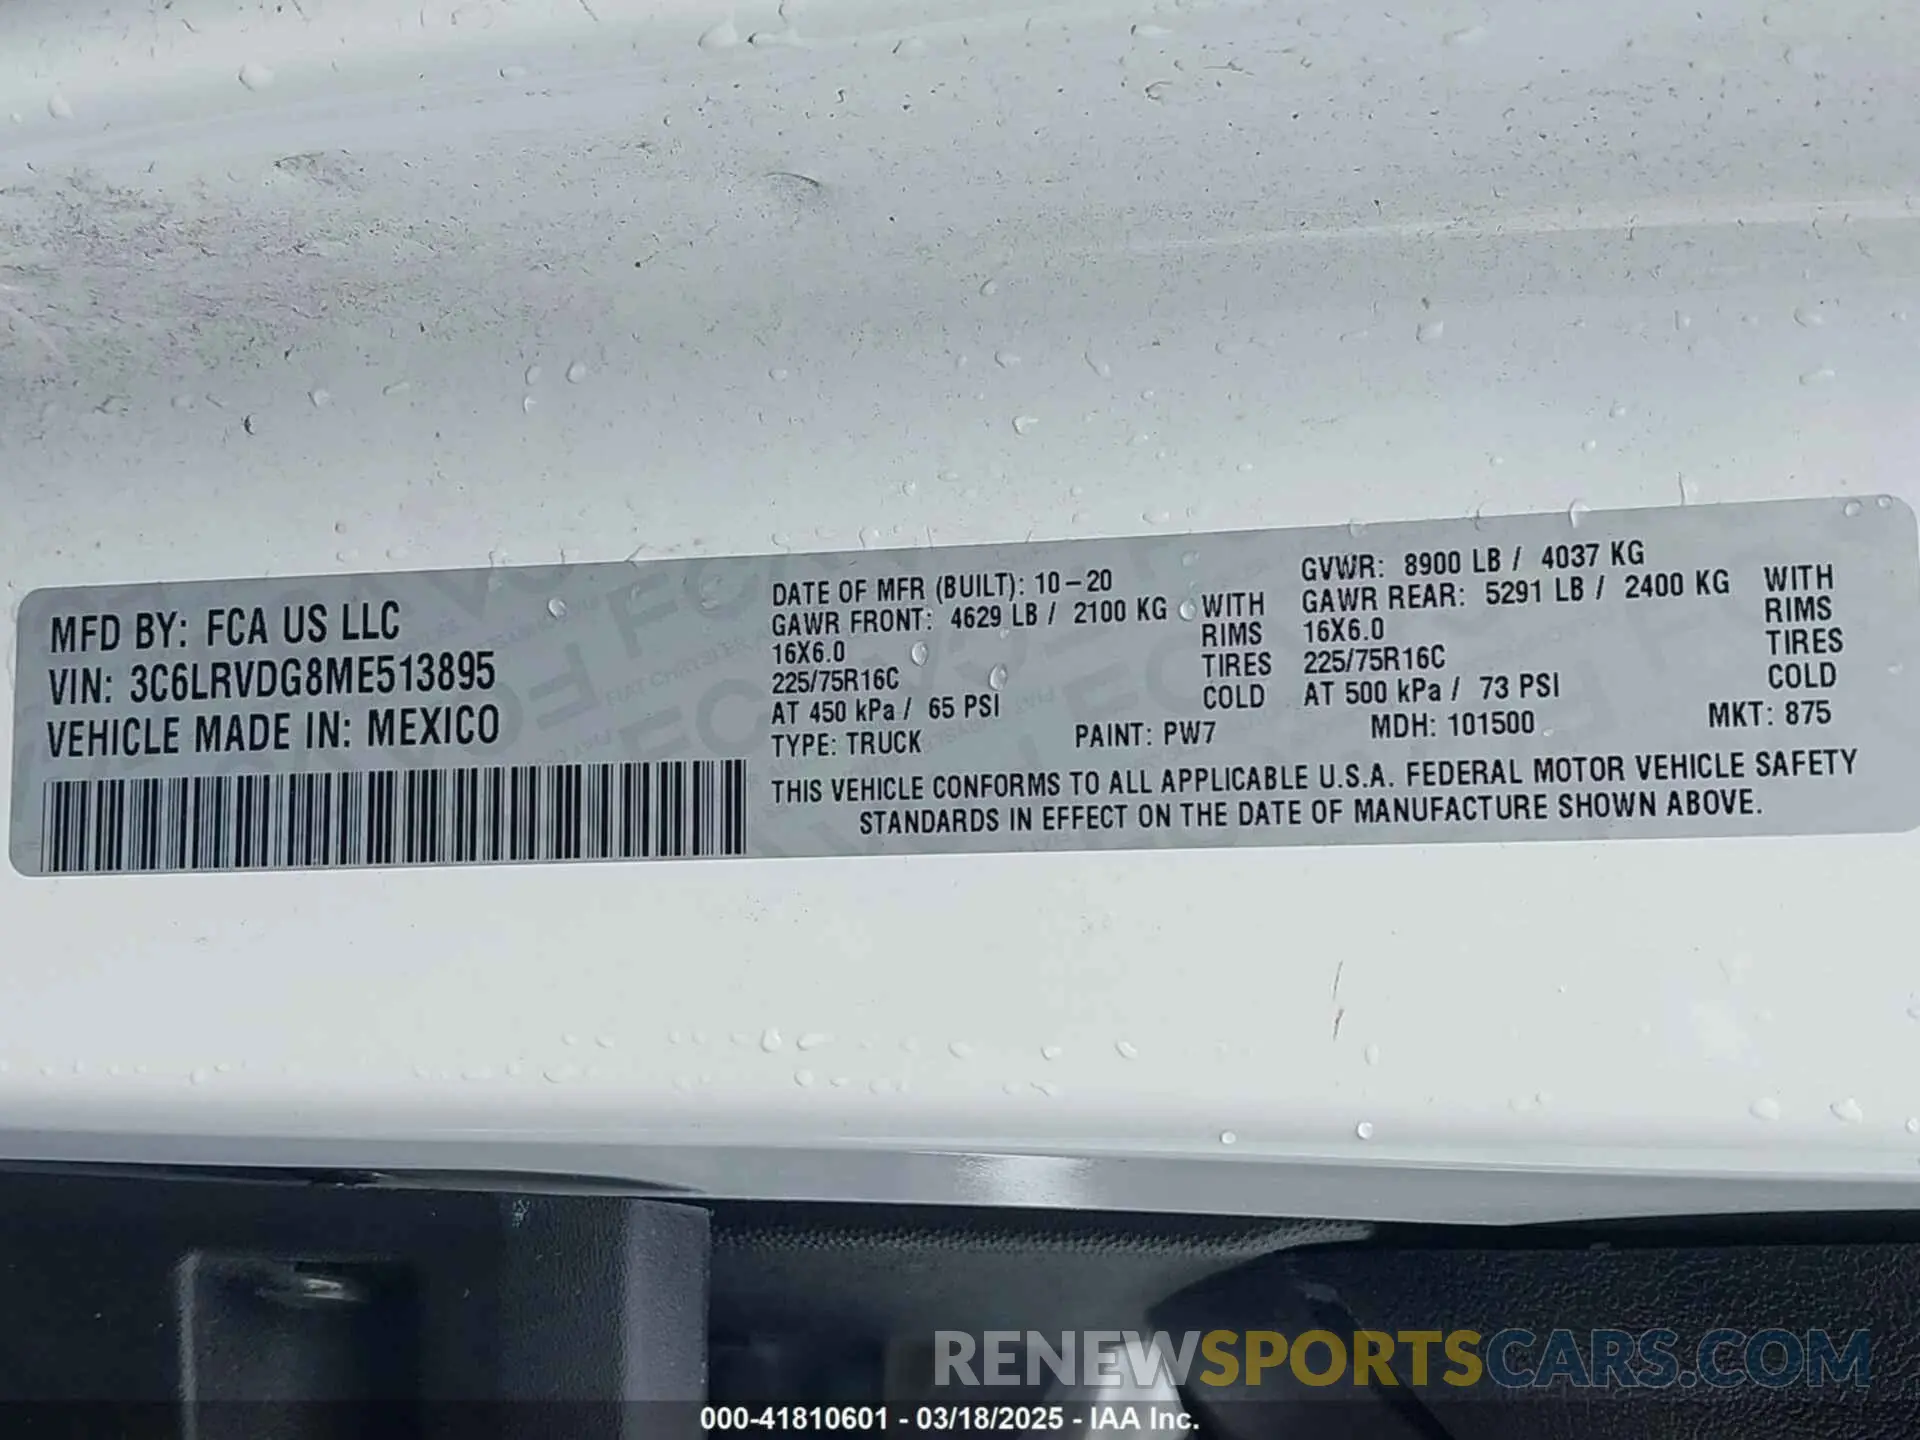 MFD BY: FCA US LLC
VIN: 3C6LRVDG8ME513895
VEHICLE MADE IN: MEXICO
DATE OF MFR (BUILT): 10-20
GAWR FRONT: 4629 LB / 2100 KG WITH
16X6.0 RIMS
225/75R16C TIRES
AT 450 kPa / 65 PSI COLD
GVWR: 8900 LB / 4037 KG
GAWR REAR: 5291 LB / 2400 KG WITH
16X6.0 RIMS
225/75R16C TIRES
AT 500 kPa / 73 PSI COLD
TYPE: TRUCK PAINT: PW7 MDH: 101500 MKT: 875
THIS VEHICLE CONFORMS TO ALL APPLICABLE U.S.A. FEDERAL MOTOR VEHICLE SAFETY
STANDARDS IN EFFECT ON THE DATE OF MANUFACTURE SHOWN ABOVE.
RENEWSPORTSCARS.COM
000-41810601 - 03/18/2025 - IAA Inc.